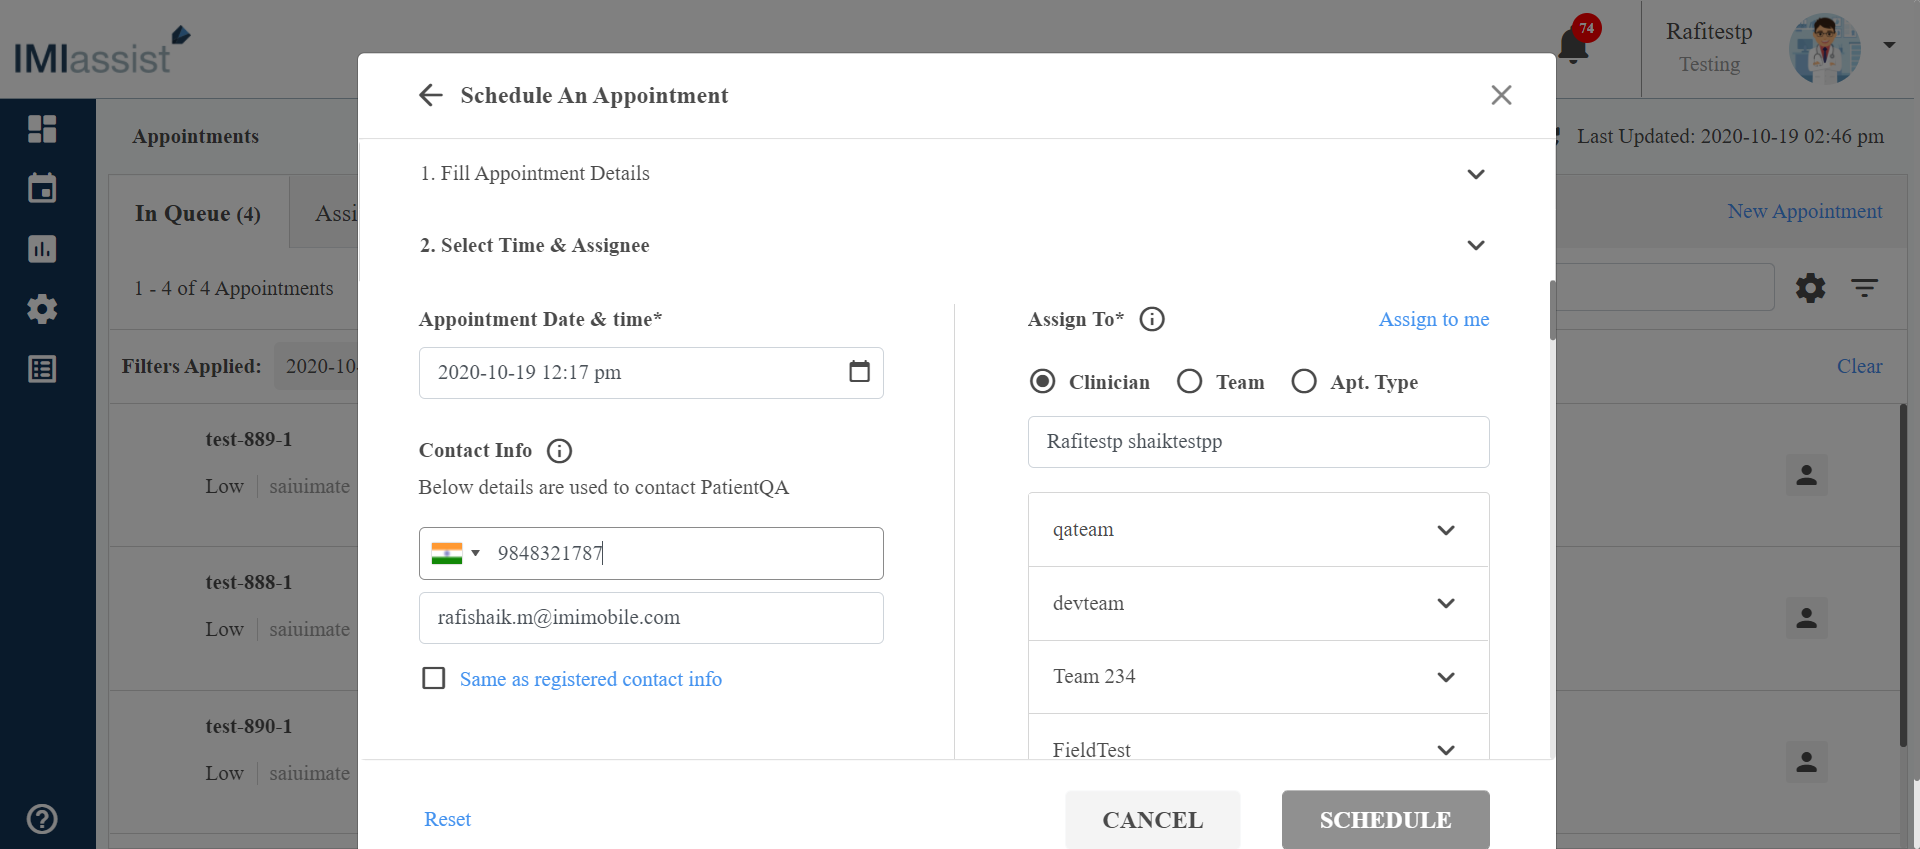 IMIassist
74
Rafitestp
Testing
Schedule An Appointment
Appointments
Last Updated: 2020-10-19 02:46 pm
1. Fill Appointment Details
In Queue (4)
Assi
New Appointment
2. Select Time & Assignee
1 - 4 of 4 Appointments
Appointment Date & time*
Assign To*
Assign to me
Filters Applied:
2020-10-
2020-10-19 12:17 pm
Clinician
Team
Apt. Type
Clear
test-889-1
Contact Info
Rafitestp shaiktestpp
Low
saiuimate
Below details are used to contact PatientQA
qateam
9848321787
test-888-1
devteam
rafishaik.m@imimobile.com
Low
saiuimate
Same as registered contact info
Team 234
test-890-1
FieldTest
Low
saiuimate
Reset
CANCEL
SCHEDULE